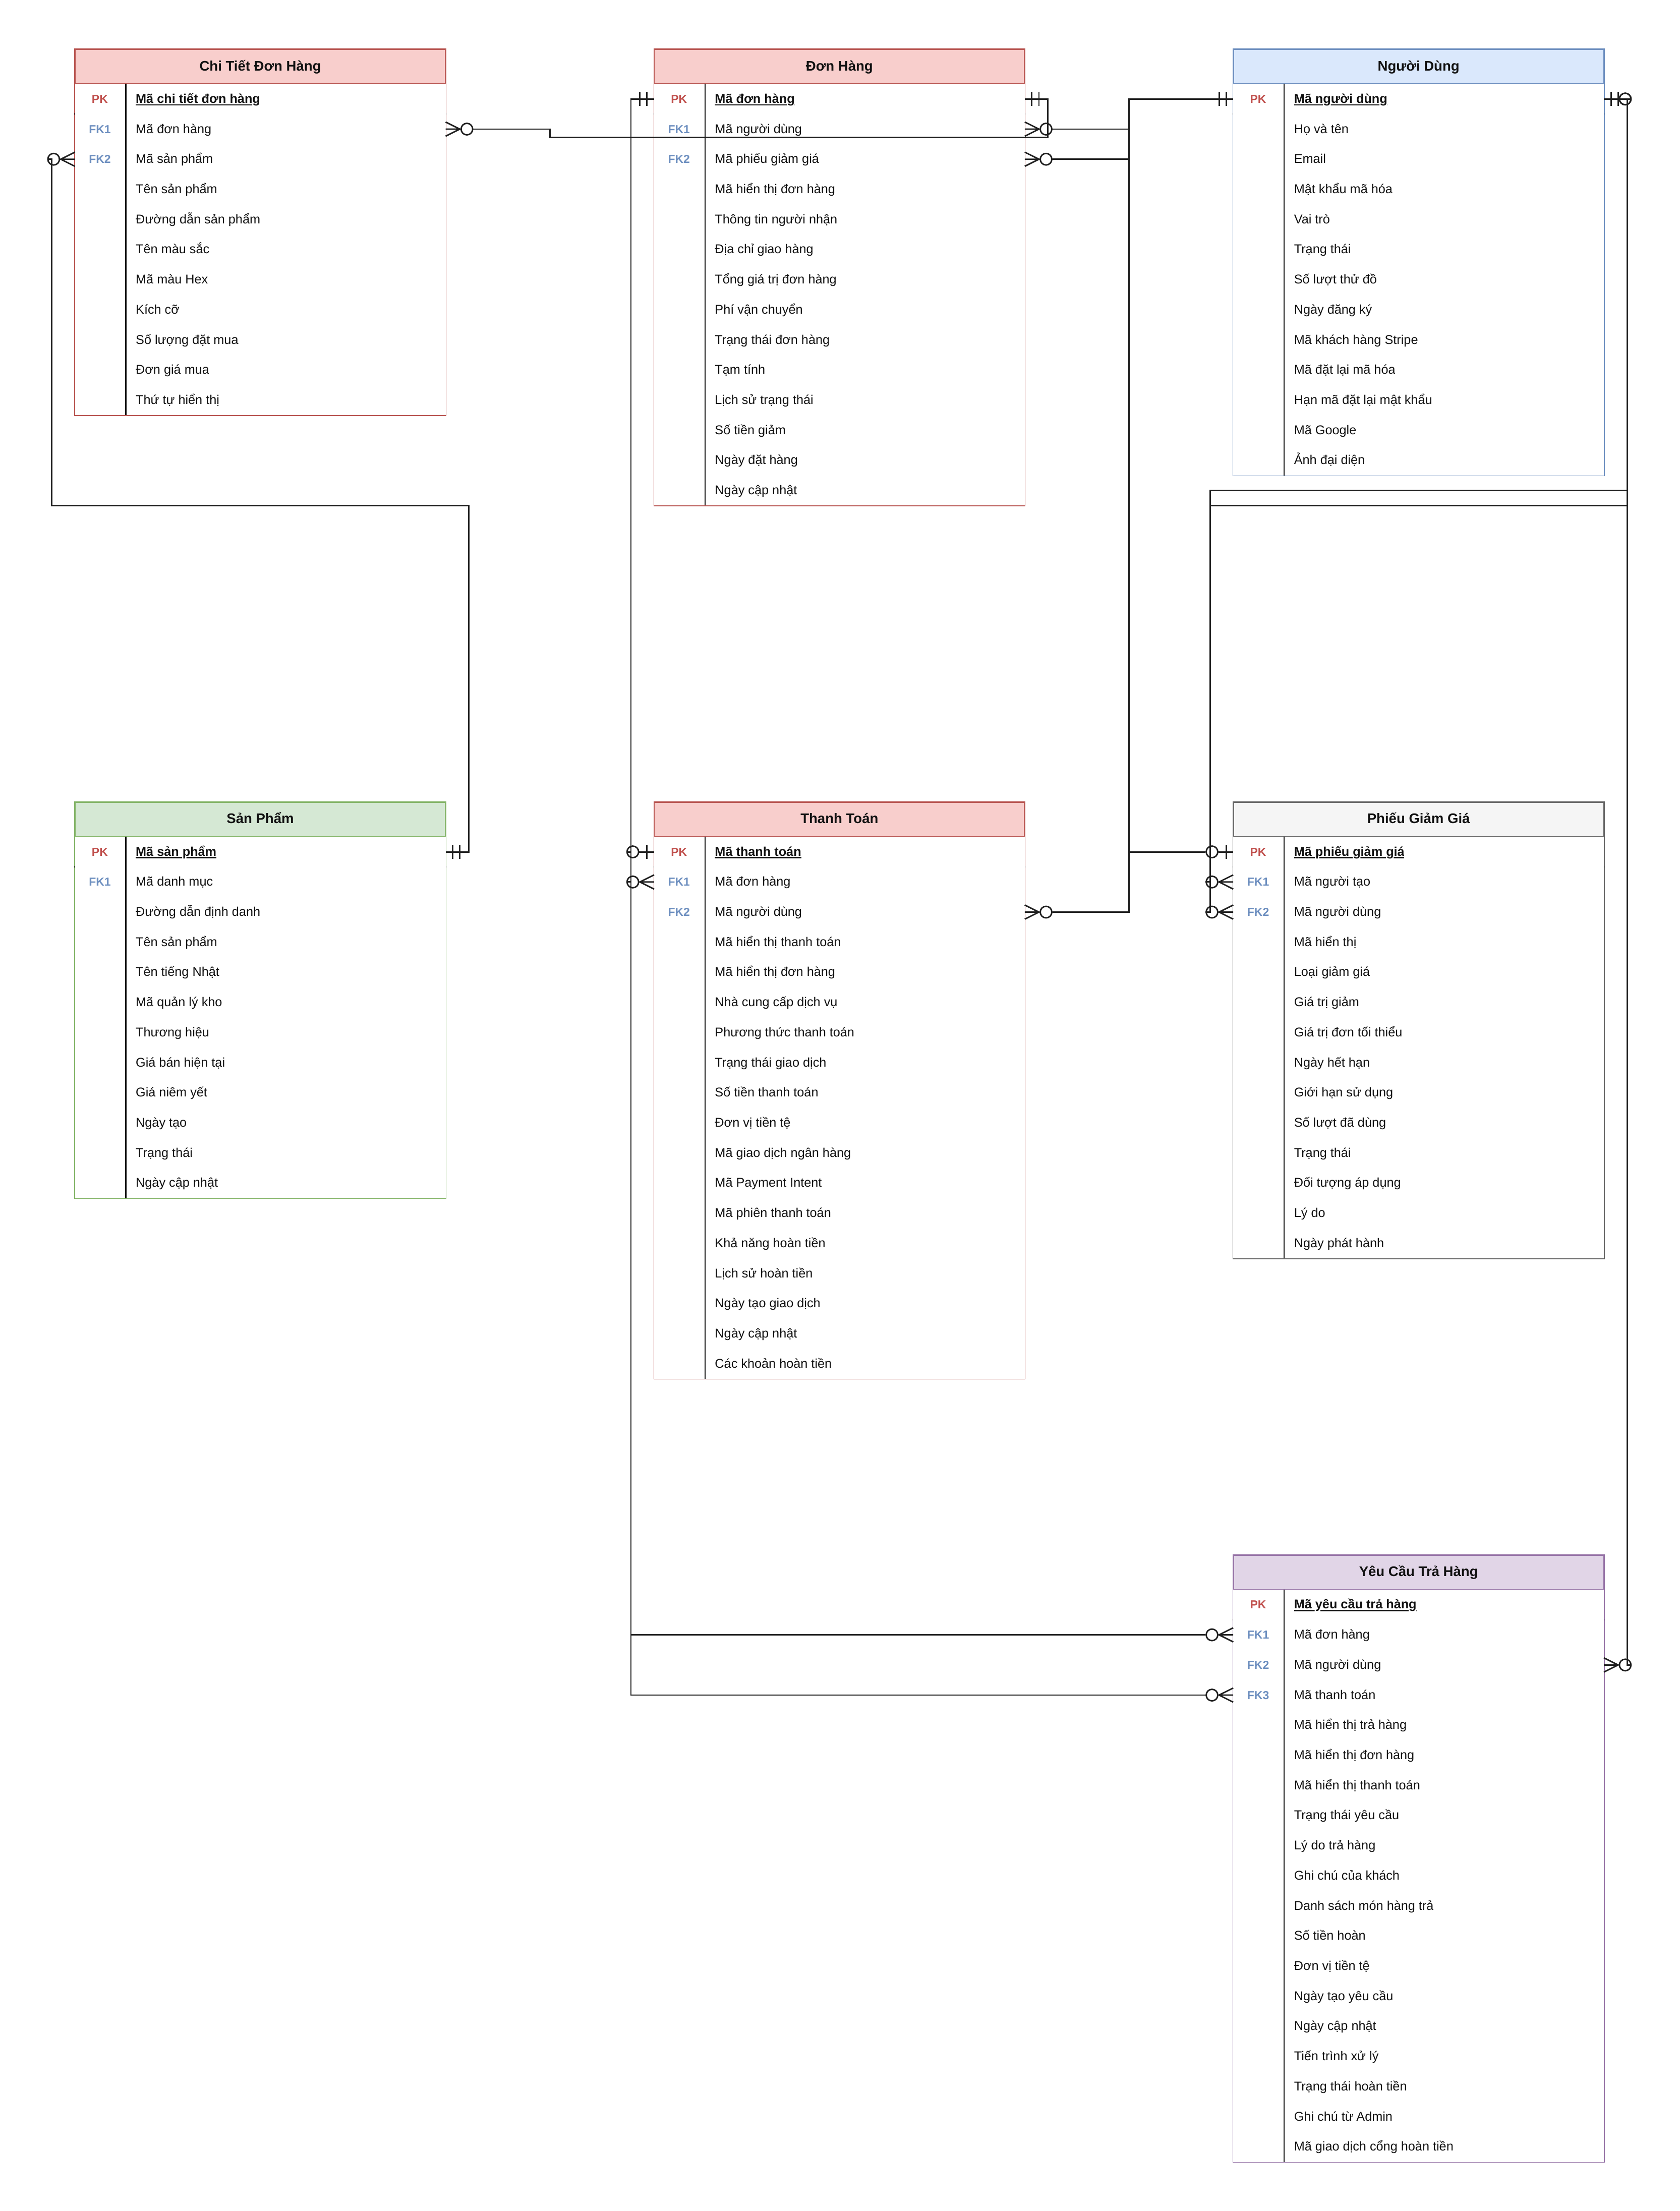 Chi Tiết Đơn Hàng
PK Mã chi tiết đơn hàng
FK1 Mã đơn hàng
FK2 Mã sản phẩm
Tên sản phẩm
Đường dẫn sản phẩm
Tên màu sắc
Mã màu Hex
Kích cỡ
Số lượng đặt mua
Đơn giá mua
Thứ tự hiển thị
Đơn Hàng
PK Mã đơn hàng
FK1 Mã người dùng
FK2 Mã phiếu giảm giá
Mã hiển thị đơn hàng
Thông tin người nhận
Địa chỉ giao hàng
Tổng giá trị đơn hàng
Phí vận chuyển
Trạng thái đơn hàng
Tạm tính
Lịch sử trạng thái
Số tiền giảm
Ngày đặt hàng
Ngày cập nhật
Người Dùng
PK Mã người dùng
Họ và tên
Email
Mật khẩu mã hóa
Vai trò
Trạng thái
Số lượt thử đồ
Ngày đăng ký
Mã khách hàng Stripe
Mã đặt lại mã hóa
Hạn mã đặt lại mật khẩu
Mã Google
Ảnh đại diện
Sản Phẩm
PK Mã sản phẩm
FK1 Mã danh mục
Đường dẫn định danh
Tên sản phẩm
Tên tiếng Nhật
Mã quản lý kho
Thương hiệu
Giá bán hiện tại
Giá niêm yết
Ngày tạo
Trạng thái
Ngày cập nhật
Thanh Toán
PK Mã thanh toán
FK1 Mã đơn hàng
FK2 Mã người dùng
Mã hiển thị thanh toán
Mã hiển thị đơn hàng
Nhà cung cấp dịch vụ
Phương thức thanh toán
Trạng thái giao dịch
Số tiền thanh toán
Đơn vị tiền tệ
Mã giao dịch ngân hàng
Mã Payment Intent
Mã phiên thanh toán
Khả năng hoàn tiền
Lịch sử hoàn tiền
Ngày tạo giao dịch
Ngày cập nhật
Các khoản hoàn tiền
Phiếu Giảm Giá
PK Mã phiếu giảm giá
FK1 Mã người tạo
FK2 Mã người dùng
Mã hiển thị
Loại giảm giá
Giá trị giảm
Giá trị đơn tối thiểu
Ngày hết hạn
Giới hạn sử dụng
Số lượt đã dùng
Trạng thái
Đối tượng áp dụng
Lý do
Ngày phát hành
Yêu Cầu Trả Hàng
PK Mã yêu cầu trả hàng
FK1 Mã đơn hàng
FK2 Mã người dùng
FK3 Mã thanh toán
Mã hiển thị trả hàng
Mã hiển thị đơn hàng
Mã hiển thị thanh toán
Trạng thái yêu cầu
Lý do trả hàng
Ghi chú của khách
Danh sách món hàng trả
Số tiền hoàn
Đơn vị tiền tệ
Ngày tạo yêu cầu
Ngày cập nhật
Tiến trình xử lý
Trạng thái hoàn tiền
Ghi chú từ Admin
Mã giao dịch cổng hoàn tiền